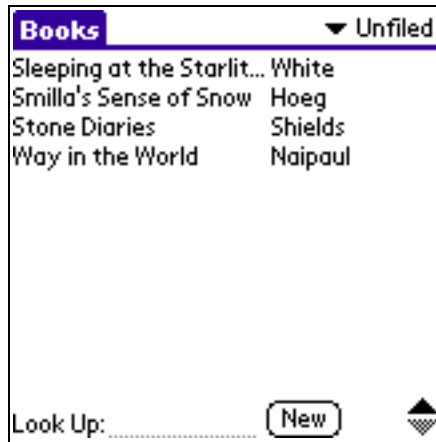 Books Unfiled
Sleeping at the Starlit... White
Smilla's Sense of Snow Hoeg
Stone Diaries Shields
Way in the World Naipaul
Look Up: New